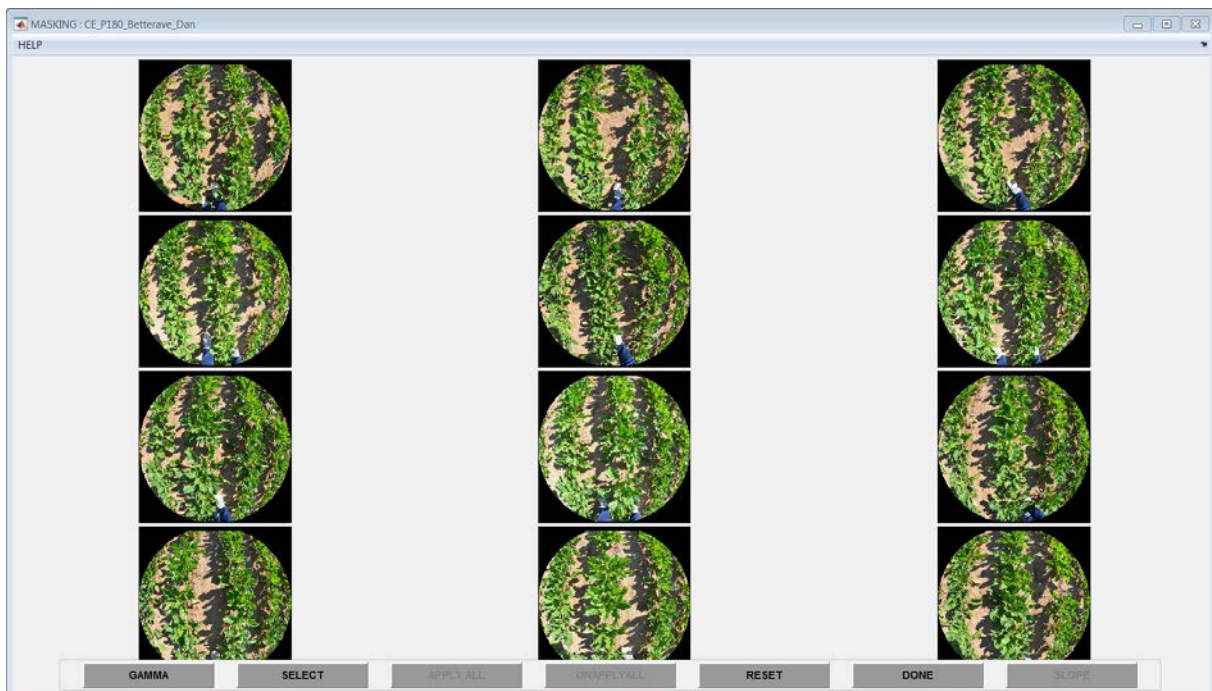 MASKING : CE_P180_Betterave_Dan
HELP
GAMMA SELECT APPLY ALL UNAPPLYALL RESET DONE SLOPE